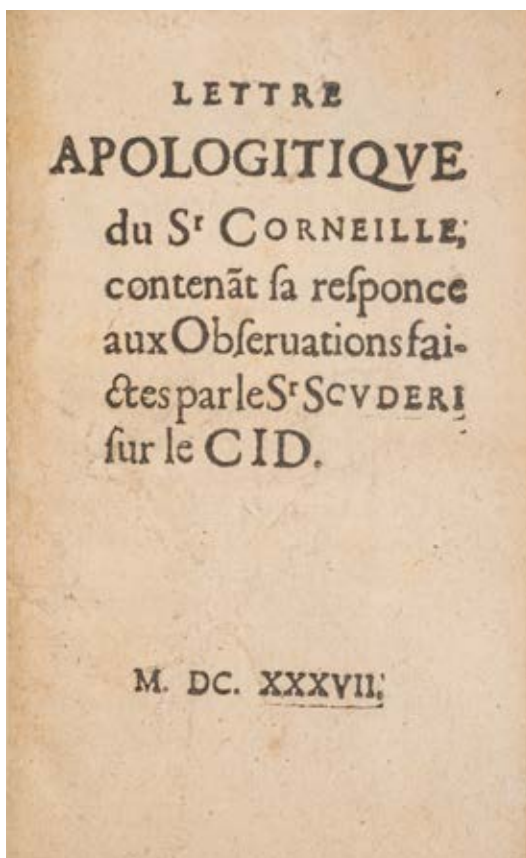 LETTRE
APOLOGITIQVE
du Sr CORNEILLE,
contenãt ſa reſponce
aux Obſeruations fai-
ctes par le Sr SCVDERI
ſur le CID.
M. DC. XXXVII.